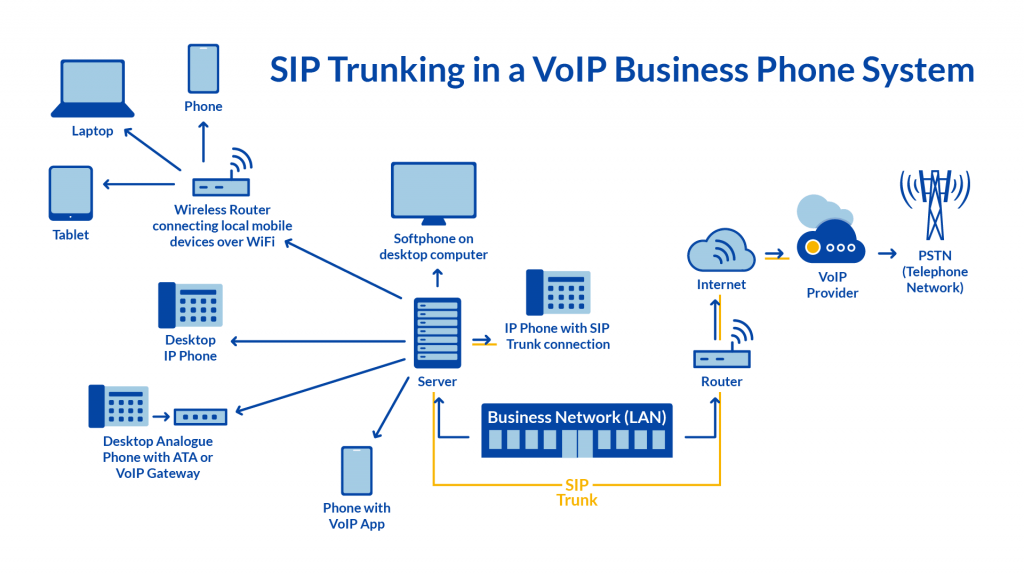 SIP Trunking in a VoIP Business Phone System
Phone
Laptop
Tablet
Wireless Router
connecting local mobile
devices over WiFi
Softphone on
desktop computer
Internet
VoIP
Provider
PSTN
(Telephone
Network)
Desktop
IP Phone
IP Phone with SIP
Trunk connection
Server
Router
Business Network (LAN)
Desktop Analogue
Phone with ATA or
VoIP Gateway
Phone with
VoIP App
SIP
Trunk